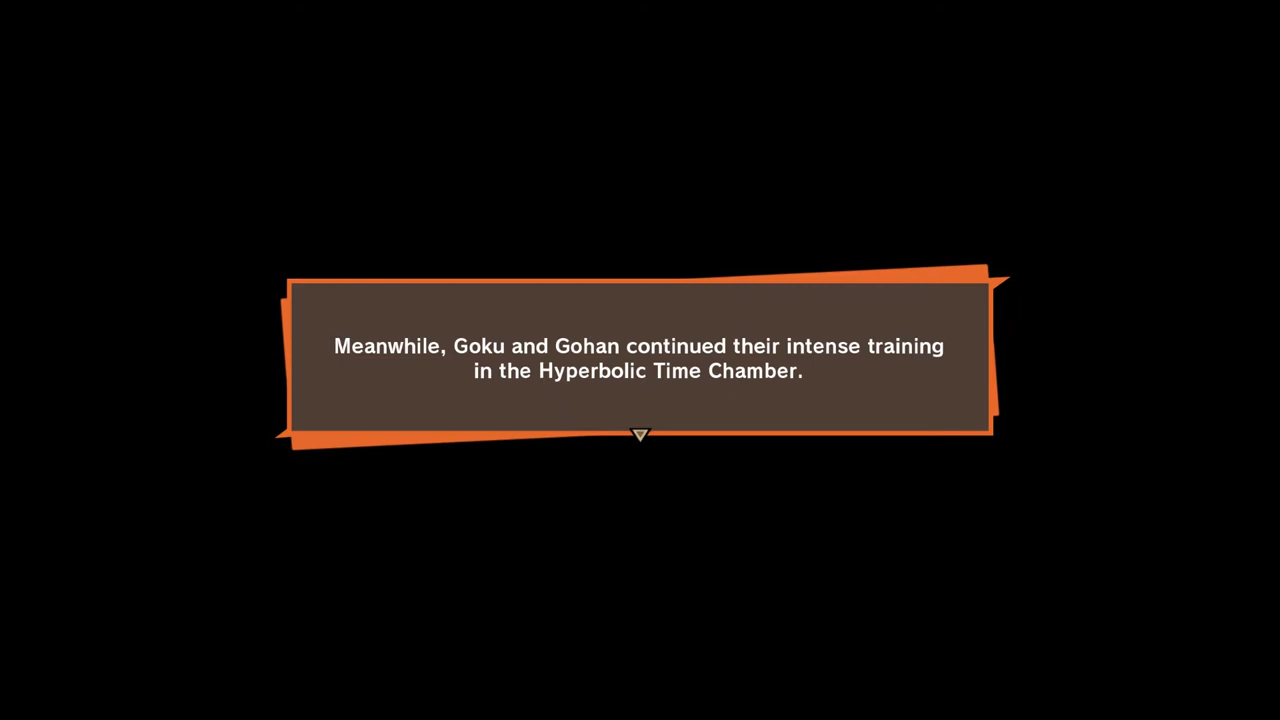 Meanwhile, Goku and Gohan continued their intense training
in the Hyperbolic Time Chamber.